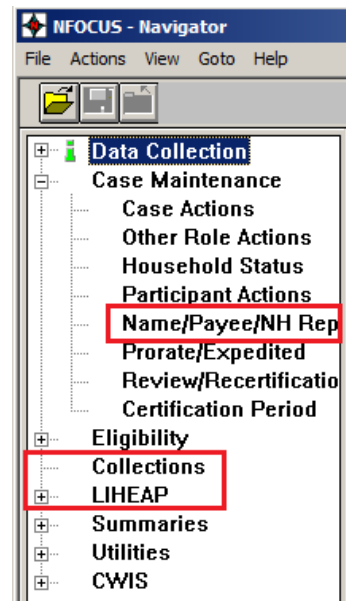 NFOCUS - Navigator
File Actions View Goto Help
Data Collection
Case Maintenance
Case Actions
Other Role Actions
Household Status
Participant Actions
Name/Payee/NH Rep
Prorate/Expedited
Review/Recertificatio
Certification Period
Eligibility
Collections
LIHEAP
Summaries
Utilities
CWIS